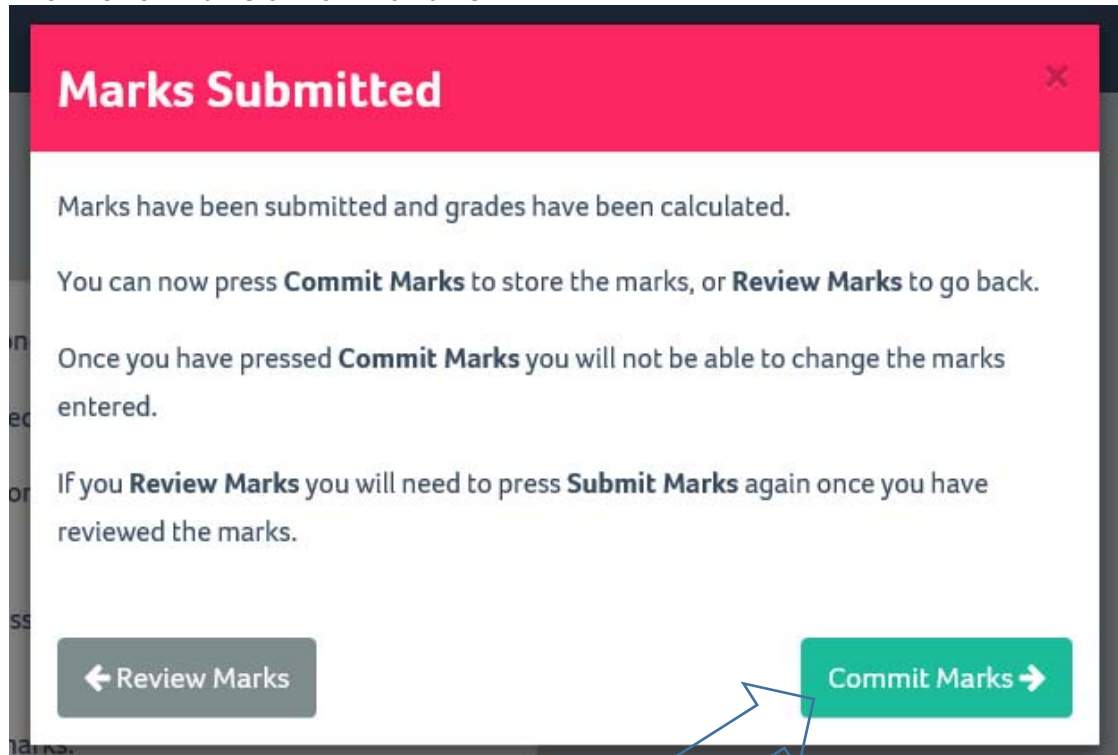 Marks Submitted ×
Marks have been submitted and grades have been calculated.
You can now press Commit Marks to store the marks, or Review Marks to go back.
Once you have pressed Commit Marks you will not be able to change the marks
entered.
If you Review Marks you will need to press Submit Marks again once you have
reviewed the marks.
Review Marks
Commit Marks